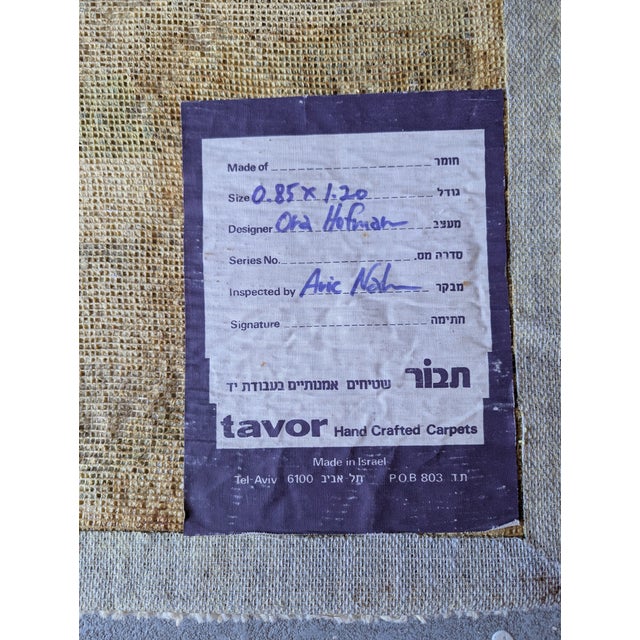 Made of חומר
Size 0.85 x 1.20 גודל
Designer Ora Hofman מעצב
Series No. סדרה מס.
Inspected by Aric מבקר
Signature חתימה
תבור שטיחים אמנותיים בעבודת יד
tavor Hand Crafted Carpets
Made in Israel
Tel-Aviv 6100 תל-אביב P.O.B 803 ת.ד